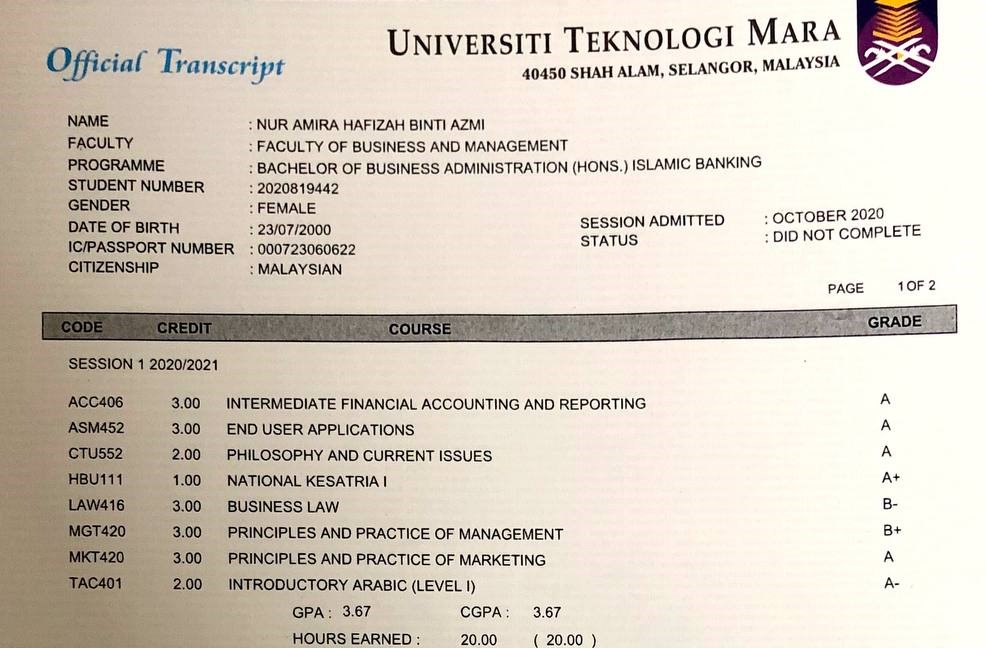 Official Transcript
UNIVERSITI TEKNOLOGI MARA
40450 SHAH ALAM, SELANGOR, MALAYSIA
NAME : NUR AMIRA HAFIZAH BINTI AZMI
FACULTY : FACULTY OF BUSINESS AND MANAGEMENT
PROGRAMME : BACHELOR OF BUSINESS ADMINISTRATION (HONS.) ISLAMIC BANKING
STUDENT NUMBER : 2020819442
GENDER : FEMALE
DATE OF BIRTH : 23/07/2000
IC/PASSPORT NUMBER : 000723060622
CITIZENSHIP : MALAYSIAN
SESSION ADMITTED : OCTOBER 2020
STATUS : DID NOT COMPLETE
PAGE 1 OF 2
CODE CREDIT COURSE GRADE
SESSION 1 2020/2021
ACC406 3.00 INTERMEDIATE FINANCIAL ACCOUNTING AND REPORTING A
ASM452 3.00 END USER APPLICATIONS A
CTU552 2.00 PHILOSOPHY AND CURRENT ISSUES A
HBU111 1.00 NATIONAL KESATRIA I A+
LAW416 3.00 BUSINESS LAW B-
MGT420 3.00 PRINCIPLES AND PRACTICE OF MANAGEMENT B+
MKT420 3.00 PRINCIPLES AND PRACTICE OF MARKETING A
TAC401 2.00 INTRODUCTORY ARABIC (LEVEL I) A-
GPA : 3.67 CGPA : 3.67
HOURS EARNED : 20.00 ( 20.00 )